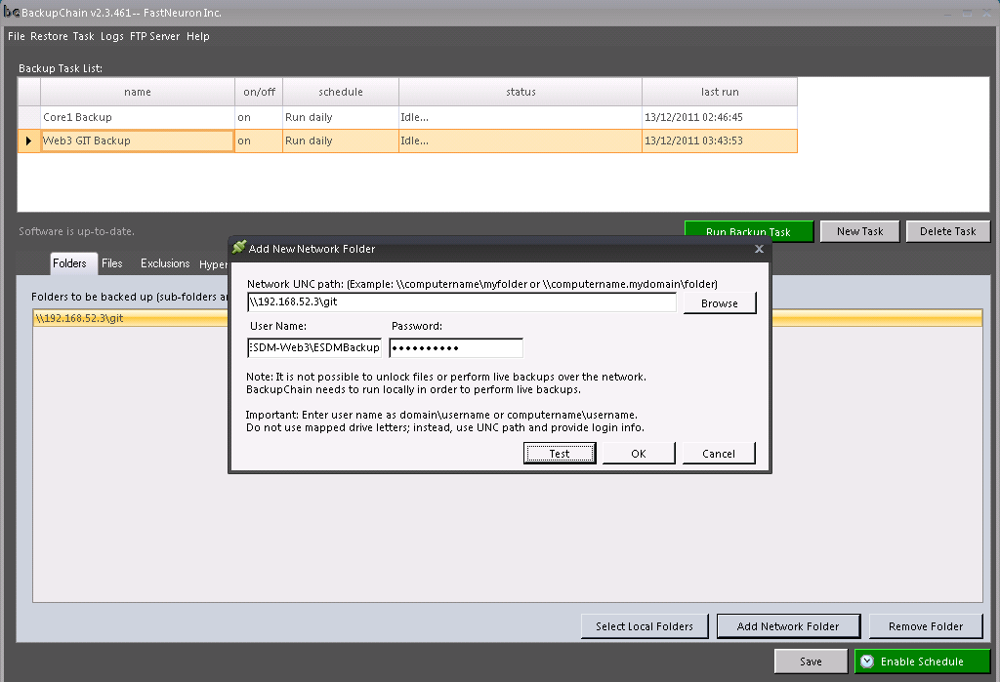 bc BackupChain v2.3.461-- FastNeuron Inc.
File Restore Task Logs FTP Server Help
Backup Task List:
name on/off schedule status last run
Core1 Backup on Run daily Idle... 13/12/2011 02:46:45
Web3 GIT Backup on Run daily Idle... 13/12/2011 03:43:53
Software is up-to-date.
Run Backup Task New Task Delete Task
Add New Network Folder
Folders Files Exclusions Hyper
Network UNC path: (Example: \\computername\myfolder or \\computername.mydomain\folder)
Folders to be backed up (sub-folders
\\192.168.52.3\git Browse
\\192.168.52.3\git
User Name: Password:
ESDM-Web3\ESDMBackup ••••••••••
Note: It is not possible to unlock files or perform live backups over the network.
BackupChain needs to run locally in order to perform live backups.
Important: Enter user name as domain\username or computername\username.
Do not use mapped drive letters; instead, use UNC path and provide login info.
Test OK Cancel
Select Local Folders Add Network Folder Remove Folder
Save Enable Schedule